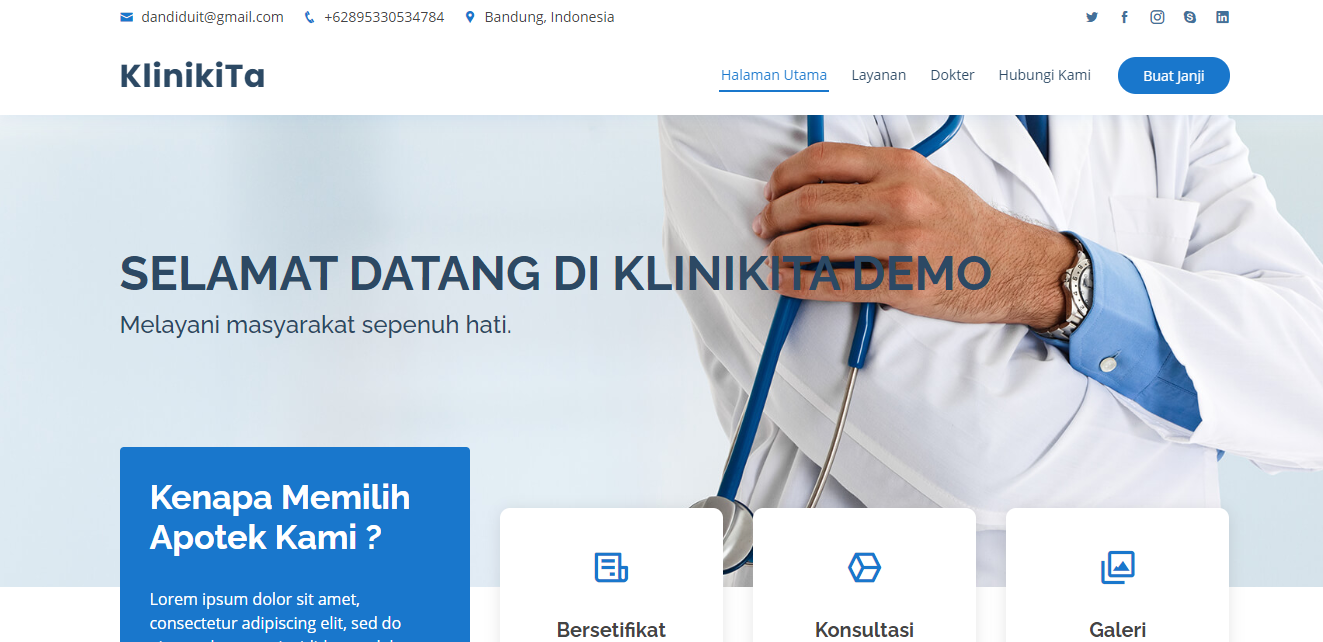 dandiduit@gmail.com +62895330534784 Bandung, Indonesia
KlinikiTa
Halaman Utama Layanan Dokter Hubungi Kami Buat Janji
SELAMAT DATANG DI KLINIKITA DEMO
Melayani masyarakat sepenuh hati.
Kenapa Memilih
Apotek Kami ?
Lorem ipsum dolor sit amet,
consectetur adipiscing elit, sed do
Bersetifikat
Konsultasi
Galeri